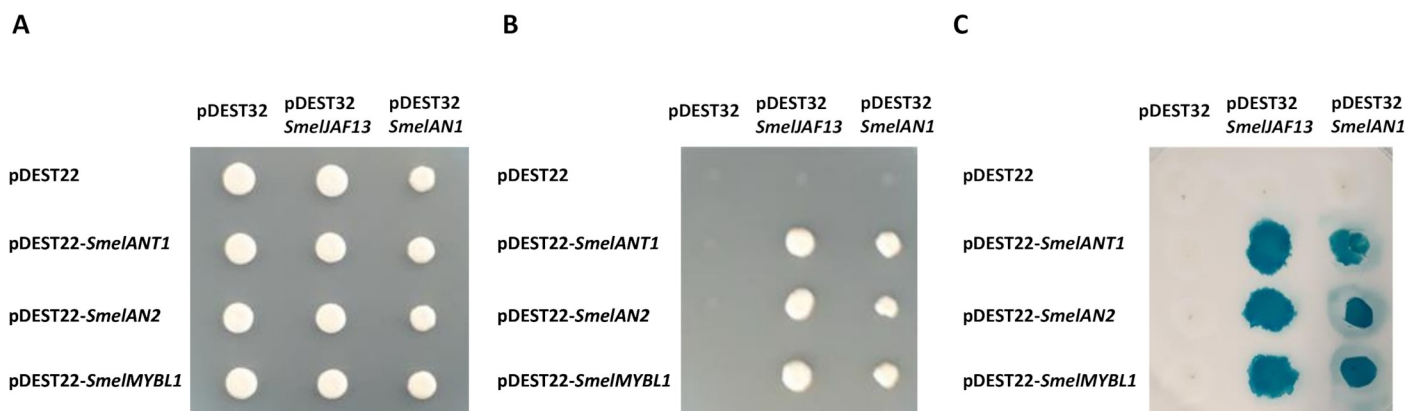 A
B
C
pDEST32
pDEST32
SmelJAF13
pDEST32
SmelAN1
pDEST22
pDEST22-SmelANT1
pDEST22-SmelAN2
pDEST22-SmelMYBL1
pDEST32
pDEST32
SmelJAF13
pDEST32
SmelAN1
pDEST22
pDEST22-SmelANT1
pDEST22-SmelAN2
pDEST22-SmelMYBL1
pDEST32
pDEST32
SmelJAF13
pDEST32
SmelAN1
pDEST22
pDEST22-SmelANT1
pDEST22-SmelAN2
pDEST22-SmelMYBL1